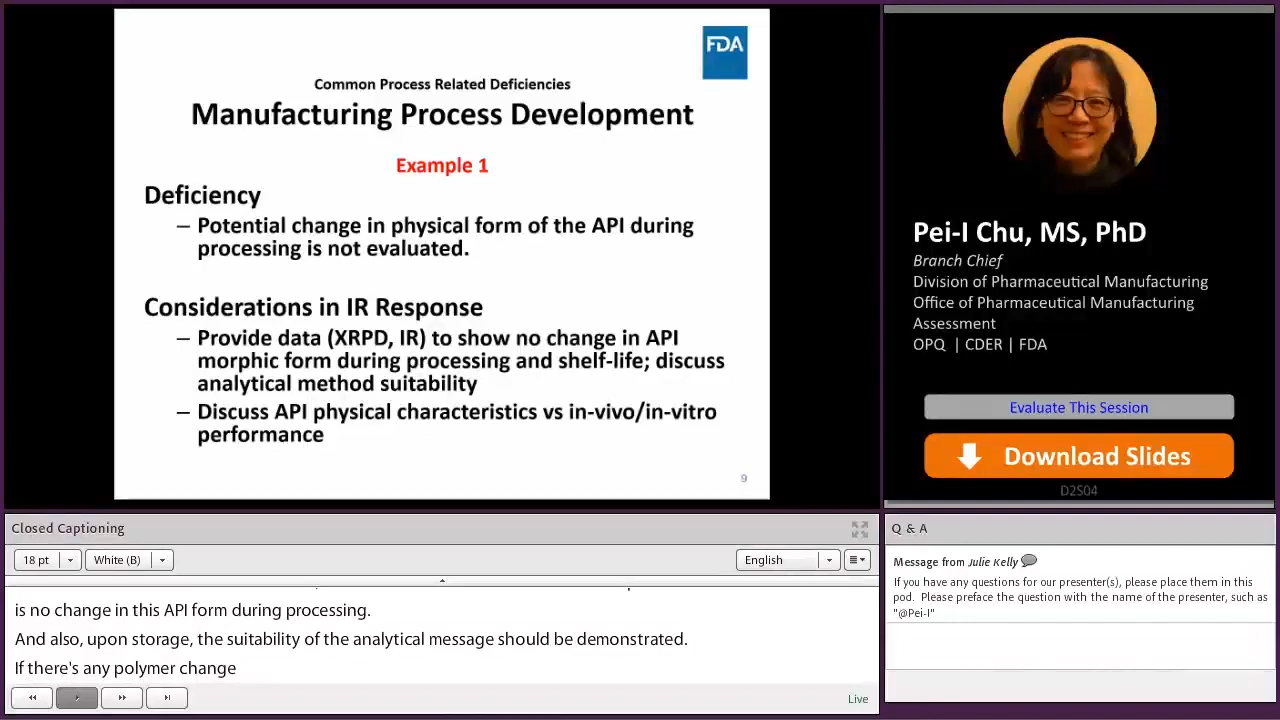 FDA
Common Process Related Deficiencies
Manufacturing Process Development
Example 1
Deficiency
– Potential change in physical form of the API during
processing is not evaluated.
Considerations in IR Response
– Provide data (XRPD, IR) to show no change in API
morphic form during processing and shelf-life; discuss
analytical method suitability
– Discuss API physical characteristics vs in-vivo/in-vitro
performance
9
Pei-I Chu, MS, PhD
Branch Chief
Division of Pharmaceutical Manufacturing
Office of Pharmaceutical Manufacturing
Assessment
OPQ | CDER | FDA
Evaluate This Session
Download Slides
D2S04
Closed Captioning
18 pt
White (B)
English
is no change in this API form during processing.
And also, upon storage, the suitability of the analytical message should be demonstrated.
If there's any polymer change
Live
Q & A
Message from Julie Kelly
If you have any questions for our presenter(s), please place them in this
pod. Please preface the question with the name of the presenter, such as
"@Pei-I"